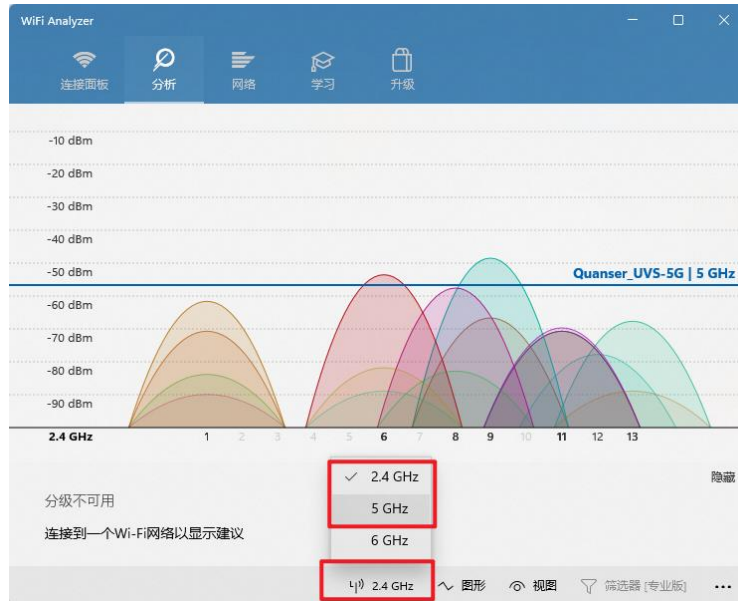 WiFi Analyzer
连接面板 分析 网络 学习 升级
-10 dBm
-20 dBm
-30 dBm
-40 dBm
-50 dBm
Quanser_UVS-5G | 5 GHz
-60 dBm
-70 dBm
-80 dBm
-90 dBm
2.4 GHz 1 2 3 4 5 6 7 8 9 10 11 12 13
2.4 GHz 隐藏
分级不可用
5 GHz
连接到一个Wi-Fi网络以显示建议
6 GHz
2.4 GHz 图形 视图 筛选器 [专业版] ...